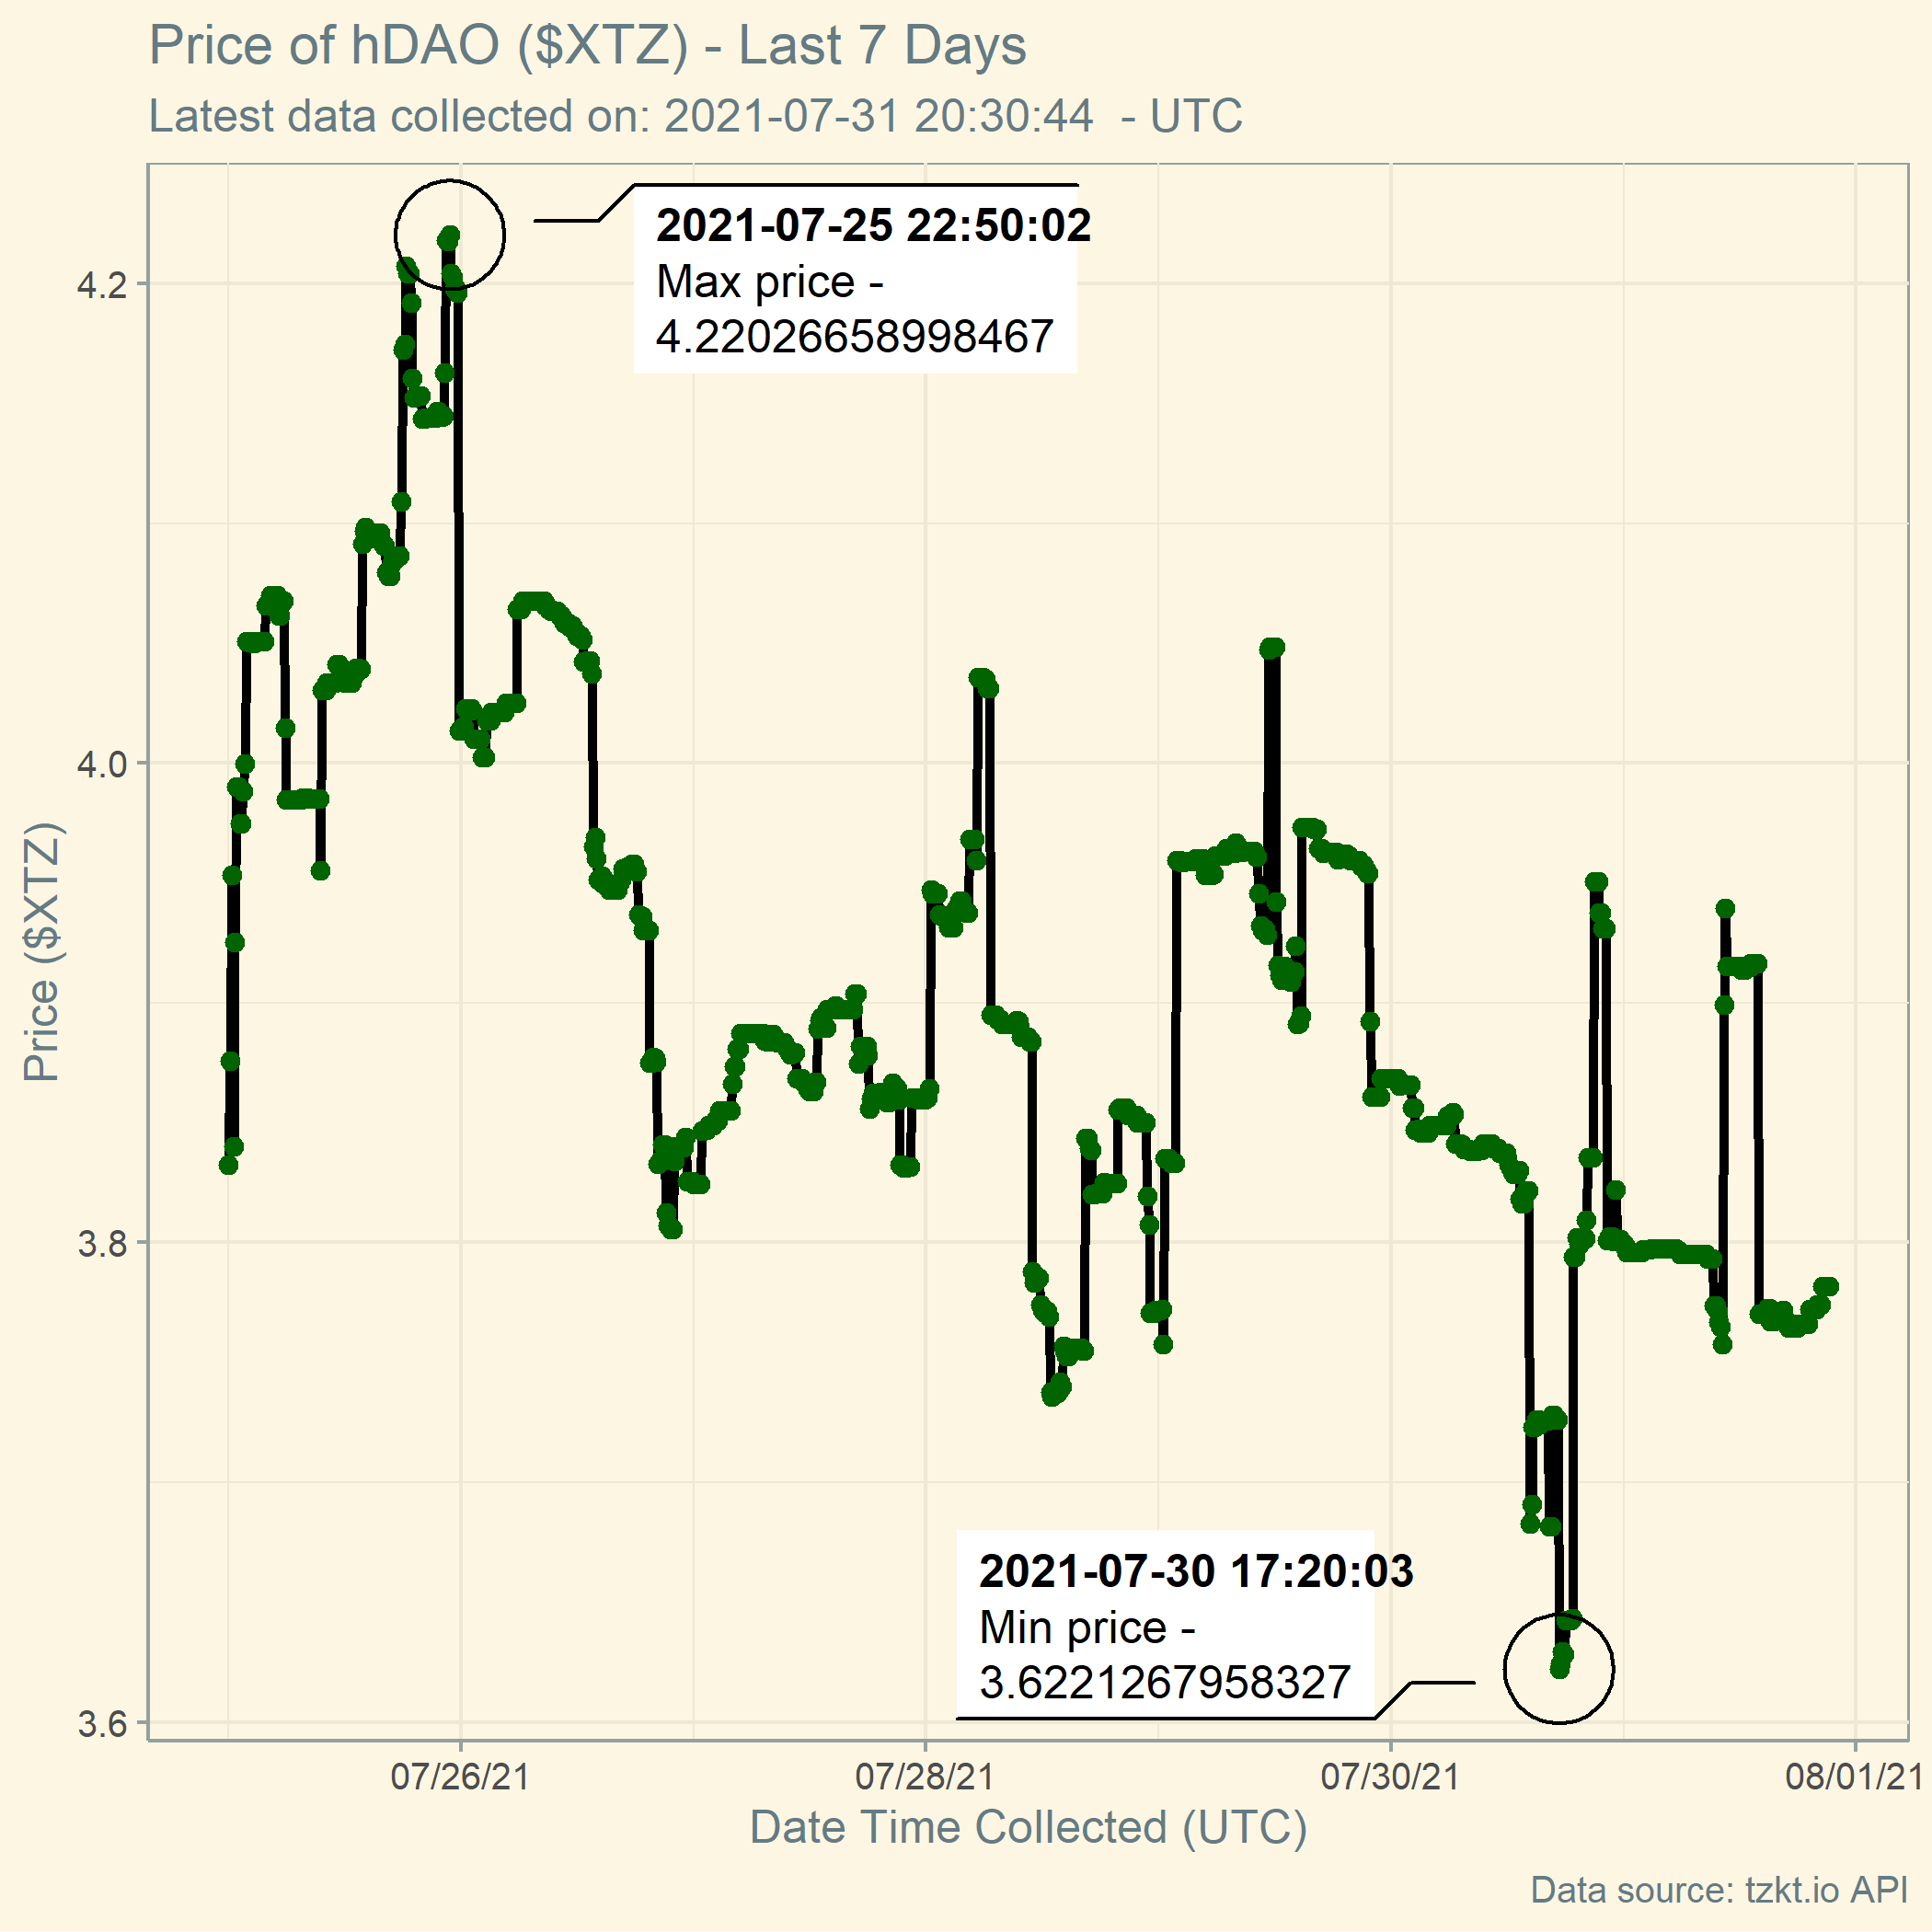 Price of hDAO ($XTZ) - Last 7 Days
Latest data collected on: 2021-07-31 20:30:44  - UTC
2021-07-25 22:50:02
Max price -
4.22026658998467
4.2
4.0
3.8
3.6
Price ($XTZ)
2021-07-30 17:20:03
Min price -
3.6221267958327
07/26/21
07/28/21
07/30/21
08/01/21
Date Time Collected (UTC)
Data source: tzkt.io API